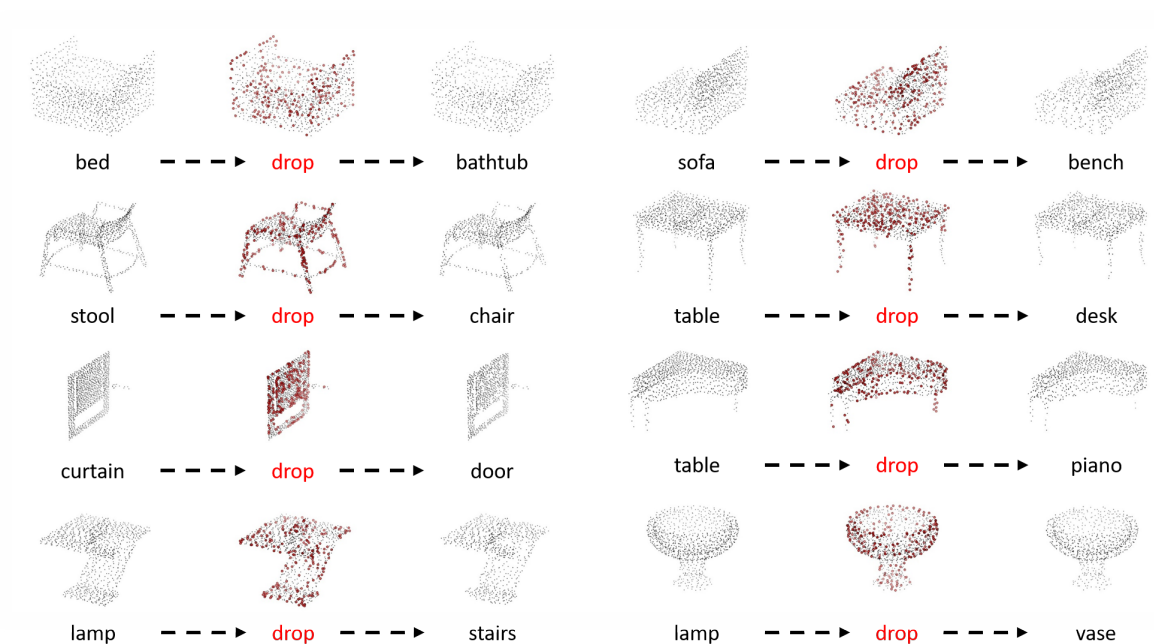 bed drop bathtub sofa drop bench
stool drop chair table drop desk
curtain drop door table drop piano
lamp drop stairs lamp drop vase